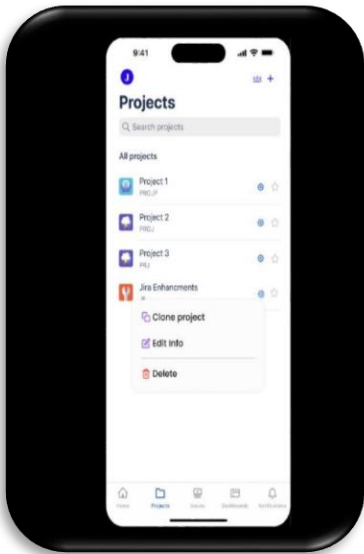 9:41
J
Projects
Search projects
All projects
Project 1
PROJP
Project 2
PROJ
Project 3
PRJ
Jira Enhancments
Clone project
Edit Info
Delete
Home
Projects
Issues
Dashboards
Notifications